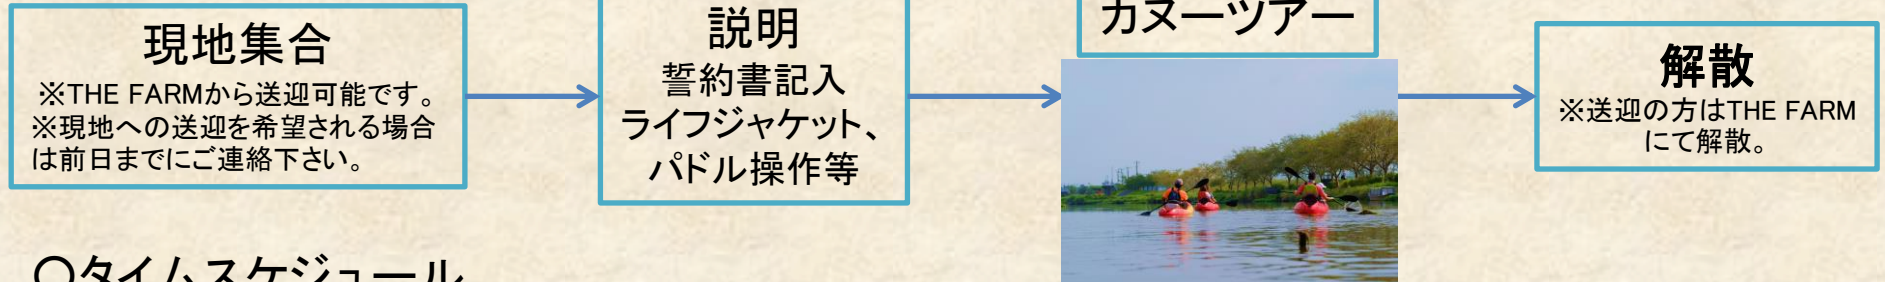 現地集合
※THE FARMから送迎可能です。
※現地への送迎を希望される場合
は前日までにご連絡下さい。
説明
誓約書記入
ライフジャケット、
パドル操作等
カヌーツアー
解散
※送迎の方はTHE FARM
にて解散。
〇タイムスケジュール